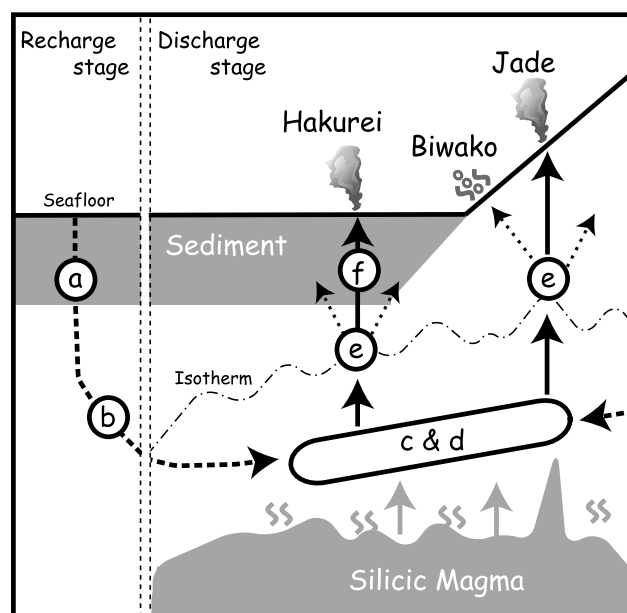 Recharge
stage
Discharge
stage
Jade
Hakurei
Biwako
Seafloor
Sediment
a
f
e
e
Isotherm
b
c & d
Silicic Magma